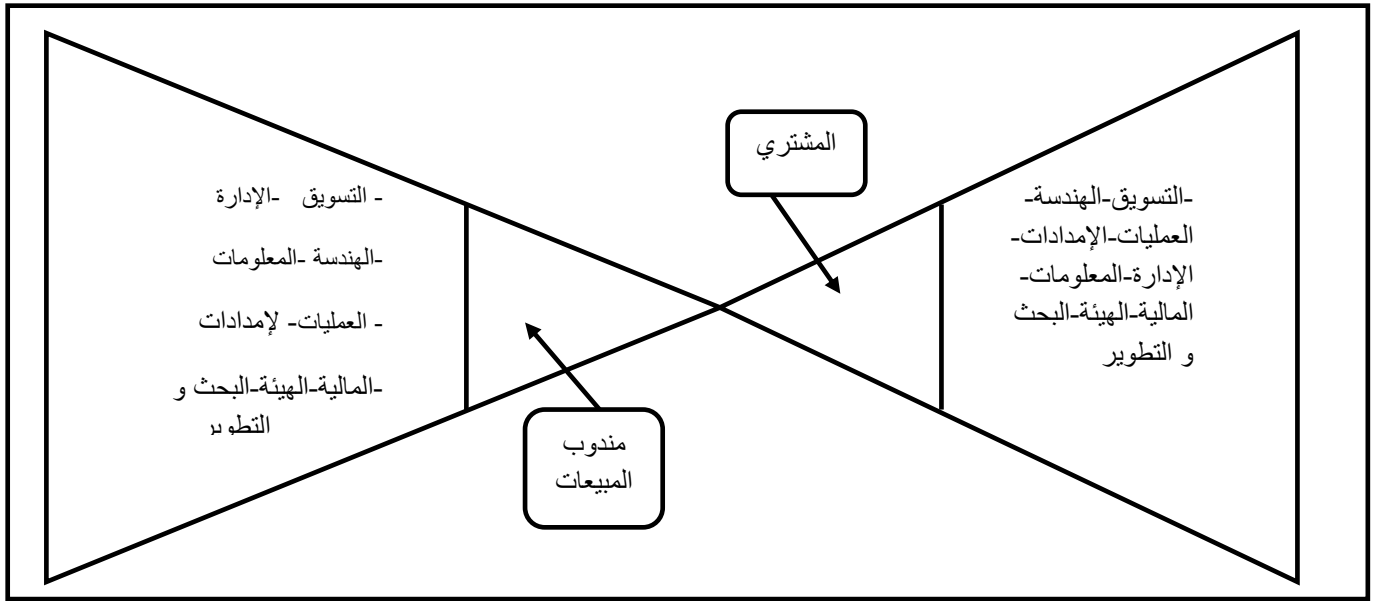 المشتري
-التسويق-الهندسة-
العمليات-الإمدادات-
الإدارة-المعلومات-
المالية-الهيئة-البحث
و التطوير
- التسويق -الإدارة
-الهندسة -المعلومات
- العمليات- لإمدادات
-المالية-الهيئة-البحث و
التطوير
مندوب
المبيعات